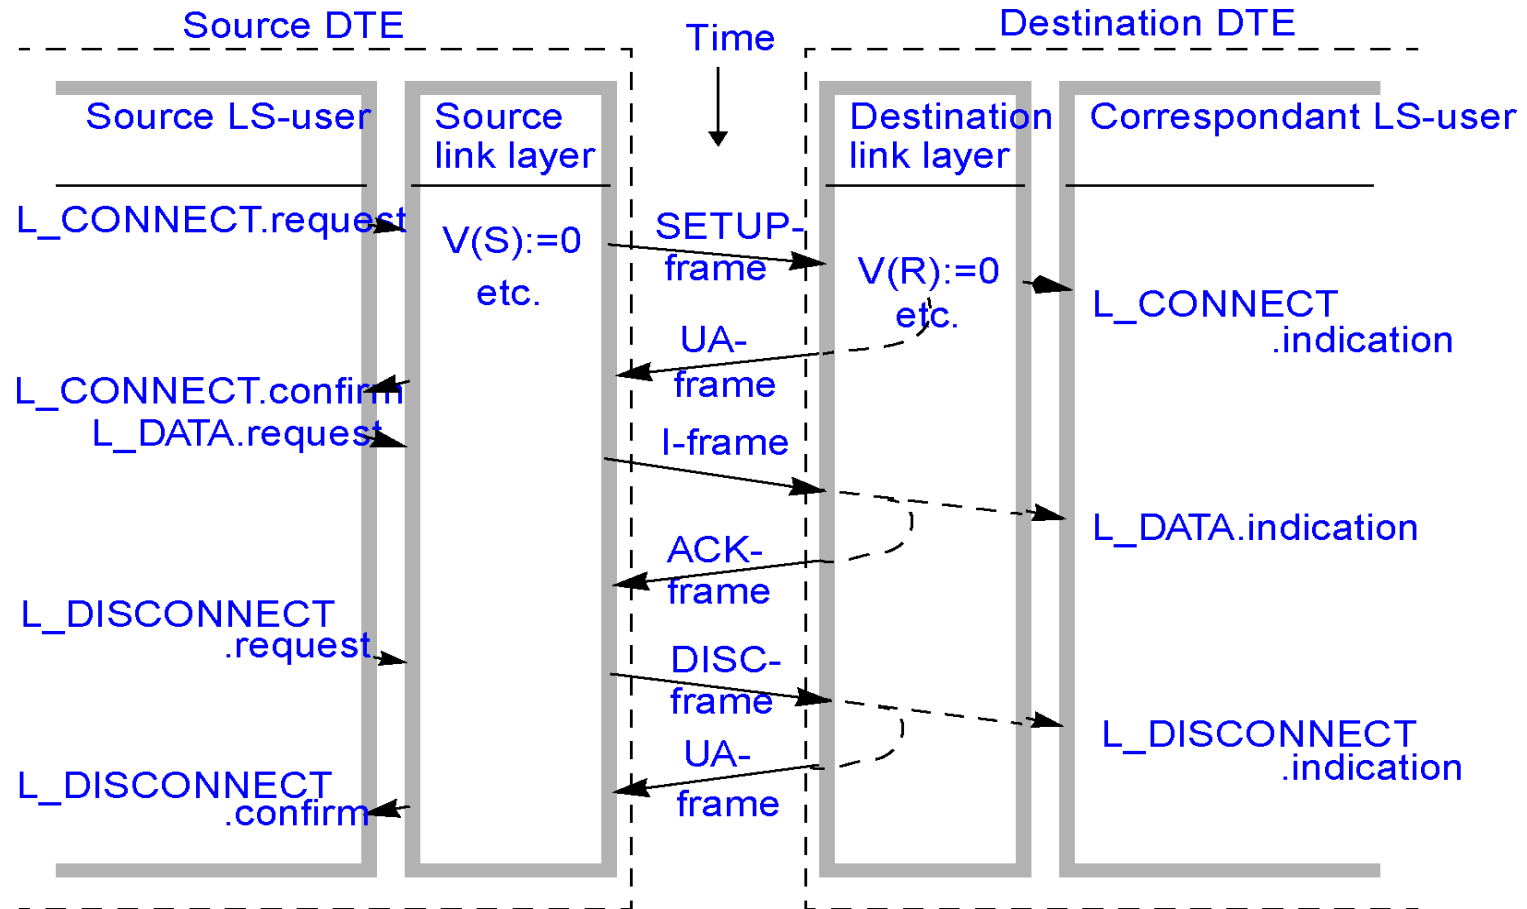 Source DTE
Time
Destination DTE
Source LS-user
Source
link layer
Destination
link layer
Correspondant LS-user
L_CONNECT.request
V(S):=0
etc.
SETUP-
frame
V(R):=0
etc.
L_CONNECT
.indication
UA-
frame
L_CONNECT.confirm
L_DATA.request
I-frame
L_DATA.indication
ACK-
frame
L_DISCONNECT
.request
DISC-
frame
L_DISCONNECT
.indication
UA-
frame
L_DISCONNECT
.confirm